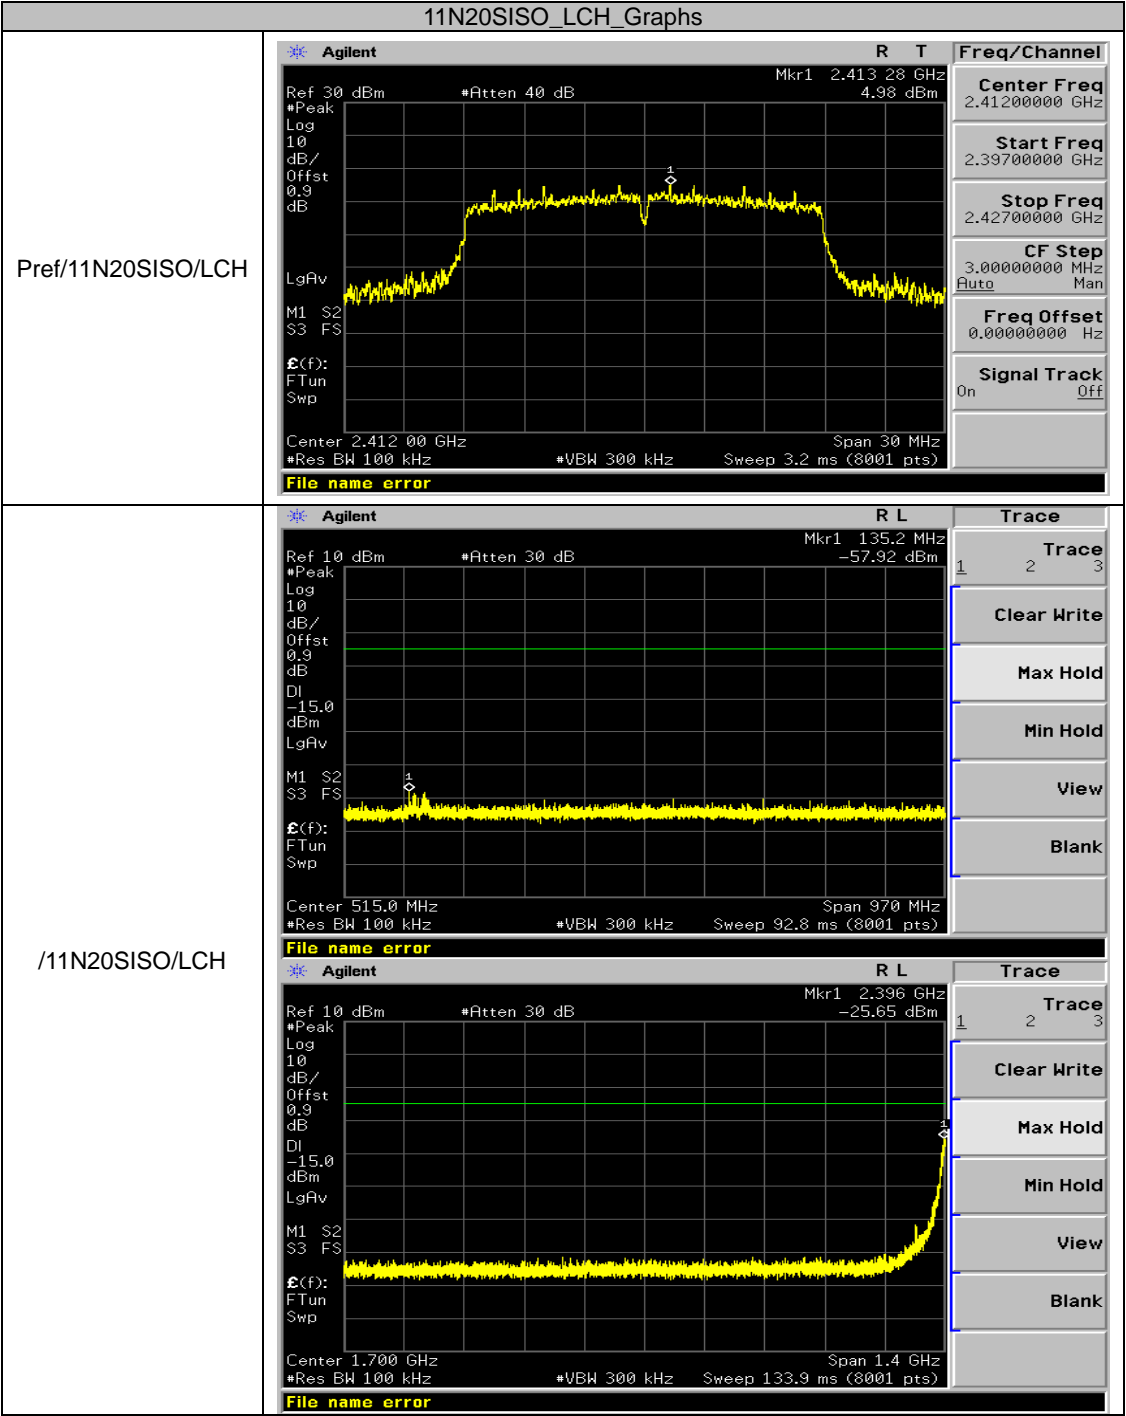 11N20SISO_LCH_Graphs
Pref/11N20SISO/LCH
Agilent R T
Freq/Channel
Mkr1 2.413 28 GHz
Ref 30 dBm #Atten 40 dB 4.98 dBm
#Peak
Log
10
dB/
Offst
0.9
dB
1
LgAv
M1 S2
S3 FS
£(f):
FTun
Swp
Center 2.412 00 GHz Span 30 MHz
#Res BW 100 kHz #VBW 300 kHz Sweep 3.2 ms (8001 pts)
File name error
Center Freq
2.41200000 GHz
Start Freq
2.39700000 GHz
Stop Freq
2.42700000 GHz
CF Step
3.00000000 MHz
Auto Man
Freq Offset
0.00000000 Hz
Signal Track
On Off
/11N20SISO/LCH
Agilent R L
Trace
Mkr1 135.2 MHz
Ref 10 dBm #Atten 30 dB -57.92 dBm
#Peak
Log
10
dB/
Offst
0.9
dB
DI
-15.0
dBm
LgAv
1
M1 S2
S3 FS
£(f):
FTun
Swp
Center 515.0 MHz Span 970 MHz
#Res BW 100 kHz #VBW 300 kHz Sweep 92.8 ms (8001 pts)
File name error
Trace
1 2 3
Clear Write
Max Hold
Min Hold
View
Blank
Agilent R L
Trace
Mkr1 2.396 GHz
Ref 10 dBm #Atten 30 dB -25.65 dBm
#Peak
Log
10
dB/
Offst
0.9
dB
1
DI
-15.0
dBm
LgAv
M1 S2
S3 FS
£(f):
FTun
Swp
Center 1.700 GHz Span 1.4 GHz
#Res BW 100 kHz #VBW 300 kHz Sweep 133.9 ms (8001 pts)
File name error
Trace
1 2 3
Clear Write
Max Hold
Min Hold
View
Blank